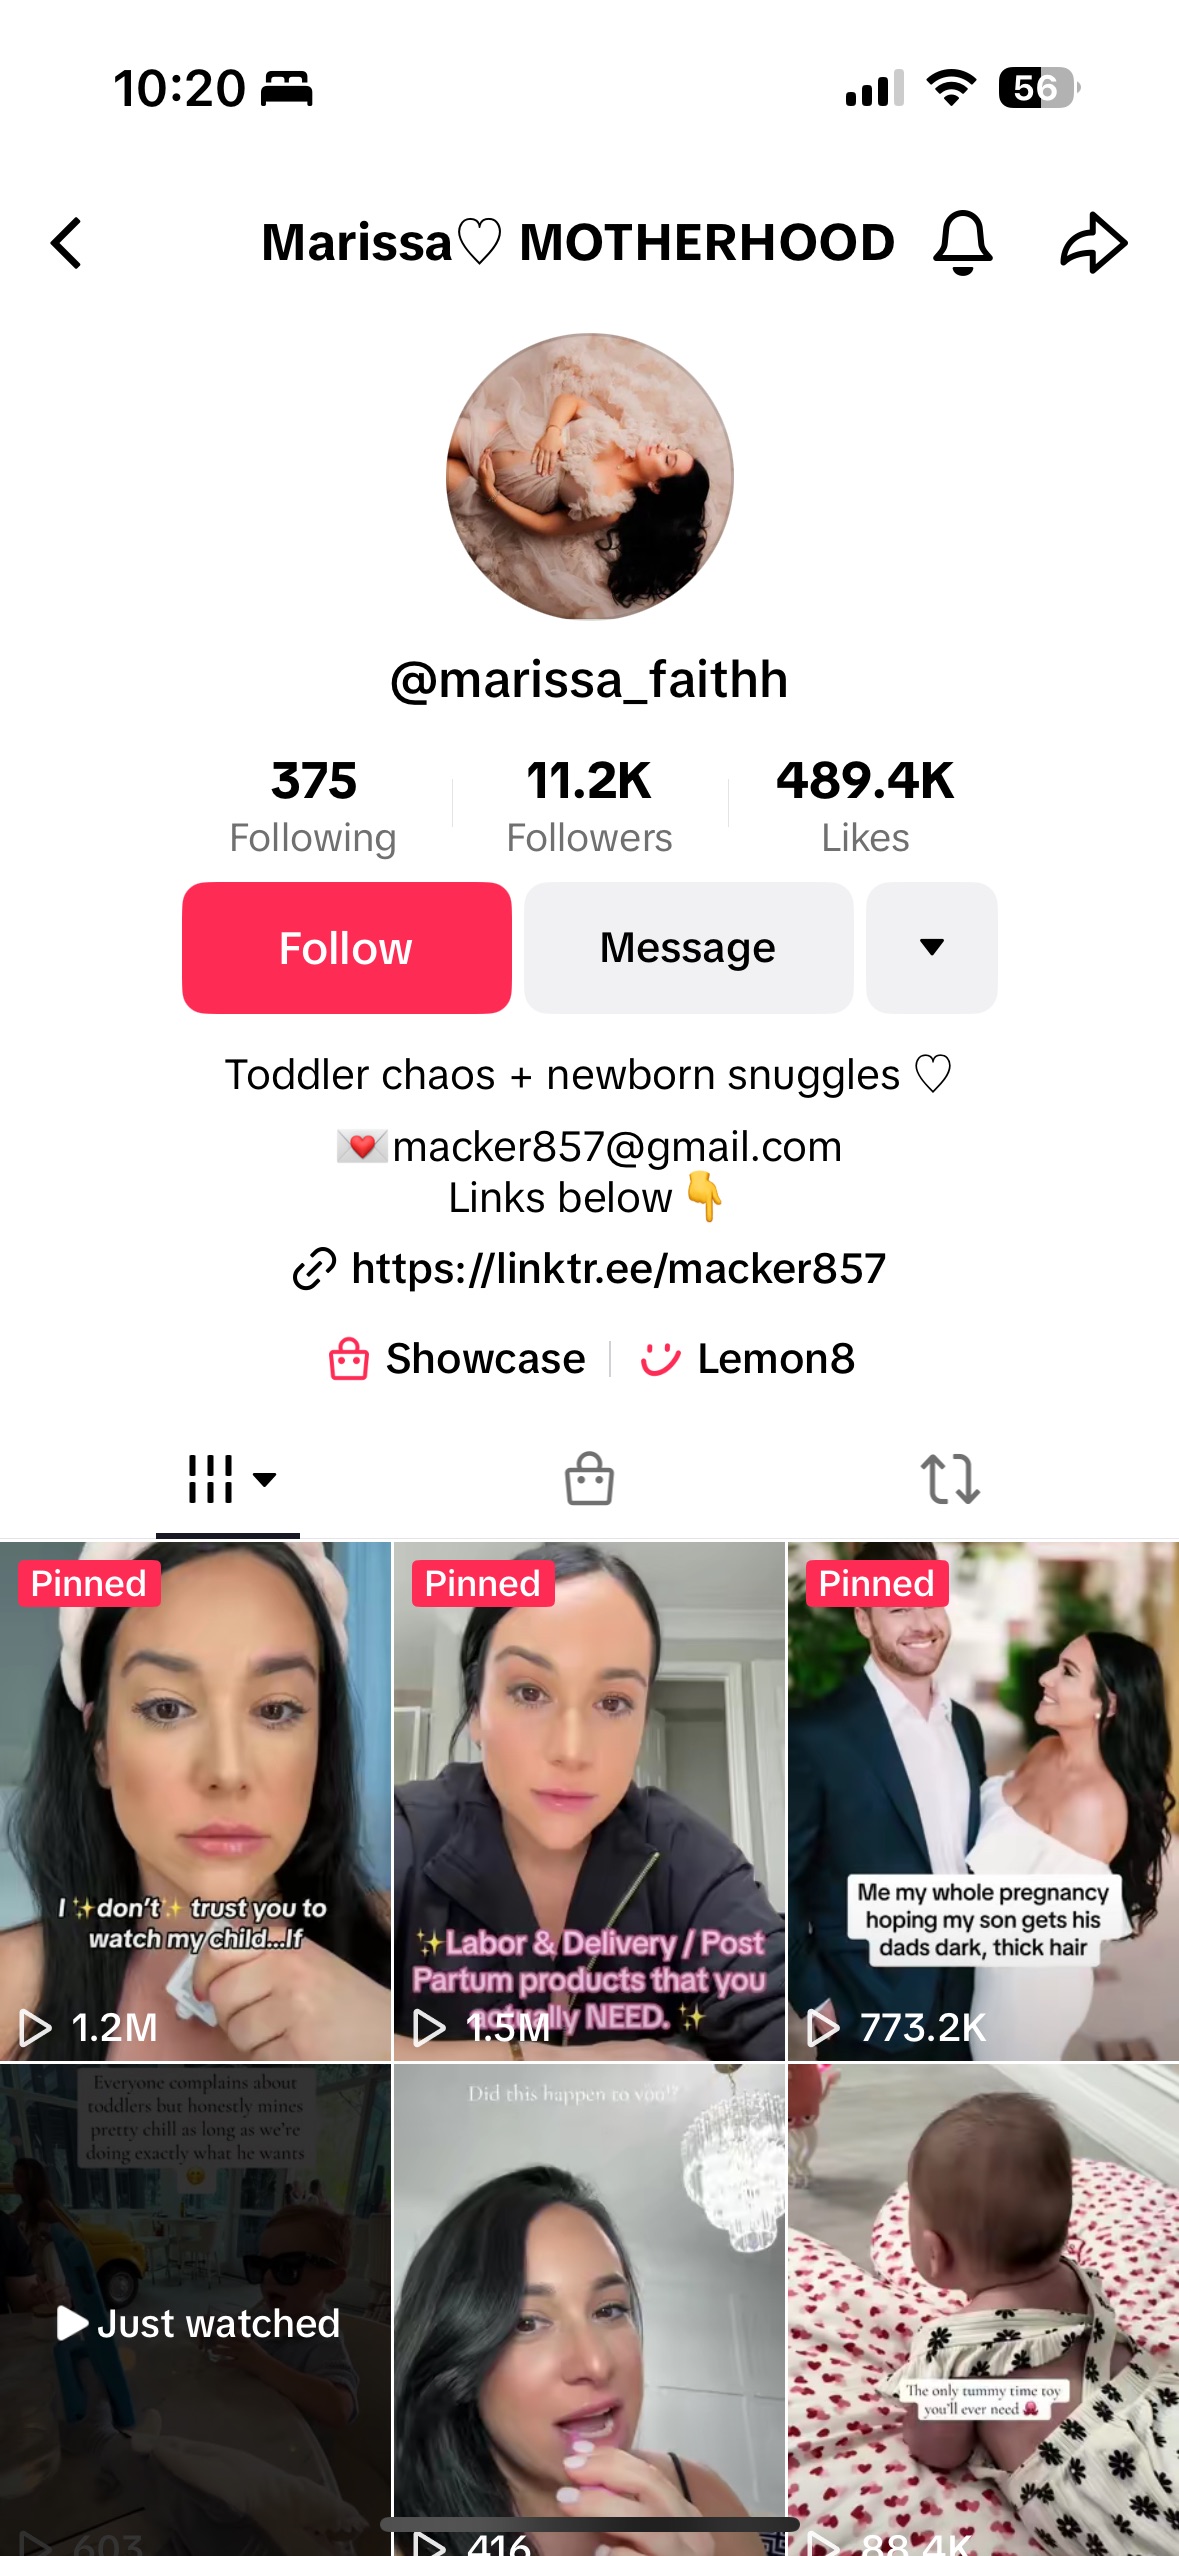 10:20
56
Marissa♡ MOTHERHOOD
@marissa_faithh
375
Following
11.2K
Followers
489.4K
Likes
Follow
Message
Toddler chaos + newborn snuggles ♡
💌macker857@gmail.com
Links below 👇
https://linktr.ee/macker857
Showcase
Lemon8
Pinned
I ✨don't✨ trust you to
watch my child...If
1.2M
Pinned
✨Labor & Delivery / Post
Partum products that you
actually NEED. ✨
1.5M
Pinned
Me my whole pregnancy
hoping my son gets his
dads dark, thick hair
773.2K
Everyone complains about
toddlers but honestly mines
pretty chill as long as we're
doing exactly what he wants
Just watched
603
Did this happen to you!?
416
The only tummy time toy
you'll ever need 🐙
88.4K